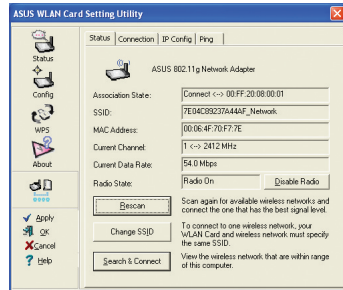 ASUS WLAN Card Setting Utility
Status
Config
WPS
About
Apply
OK
Cancel
Help
Status Connection IP Config Ping
ASUS 802.11g Network Adapter
Association State: Connect <--> 00:FF:20:08:00:01
SSID: 7E04C89237A44AF_Network
MAC Address: 00:06:4F:70:F7:7E
Current Channel: 1 <--> 2412 MHz
Current Data Rate: 54.0 Mbps
Radio State: Radio On Disable Radio
Rescan
Scan again for available wireless networks and
connect the one that has the best signal level.
Change SSID
To connect to one wireless network, your
WLAN Card and wireless network must specify
the same SSID.
Search & Connect
View the wireless network that are within range
of this computer.